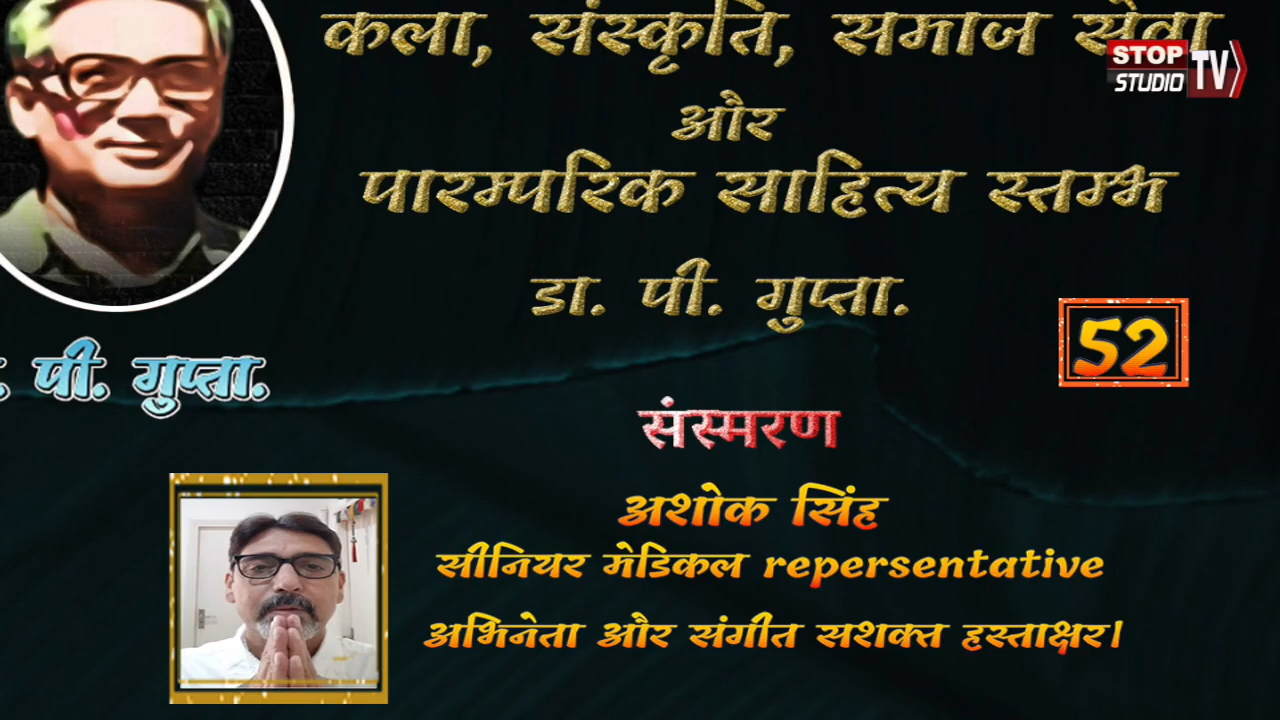 कला, संस्कृति, समाज सेवा
STOP
STUDIO TV
और
पारम्परिक साहित्य स्तम्भ
डा. पी. गुप्ता.
52
. पी. गुप्ता.
संस्मरण
अशोक सिंह
सीनियर मेडिकल repersentative
अभिनेता और संगीत सशक्त हस्ताक्षर।